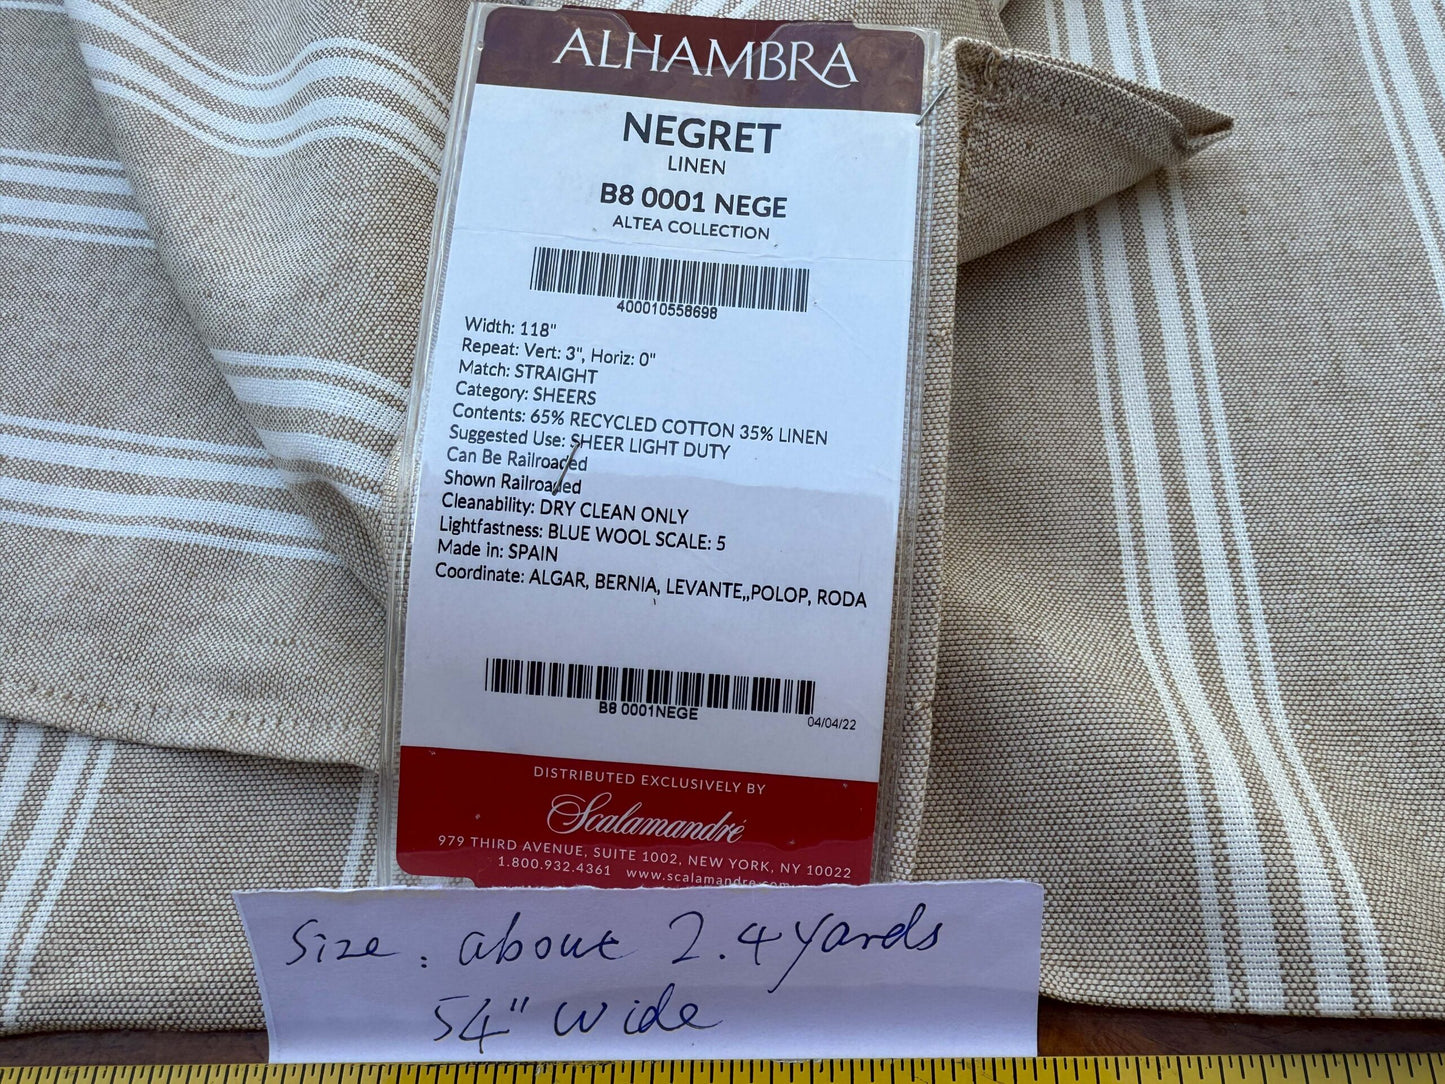 ALHAMBRA
NEGRET
LINEN
B8 0001 NEGE
ALTEA COLLECTION
400010558698
Width: 118"
Repeat: Vert: 3", Horiz: 0"
Match: STRAIGHT
Category: SHEERS
Contents: 65% RECYCLED COTTON 35% LINEN
Suggested Use: SHEER LIGHT DUTY
Can Be Railroaded
Shown Railroaded
Cleanability: DRY CLEAN ONLY
Lightfastness: BLUE WOOL SCALE: 5
Made in: SPAIN
Coordinate: ALGAR, BERNIA, LEVANTE,,POLOP, RODA
B8 0001NEGE
04/04/22
DISTRIBUTED EXCLUSIVELY BY
Scalamandré
979 THIRD AVENUE, SUITE 1002, NEW YORK, NY 10022
1.800.932.4361 www.scalamandre.com
Size: about 2.4 yards
54" wide